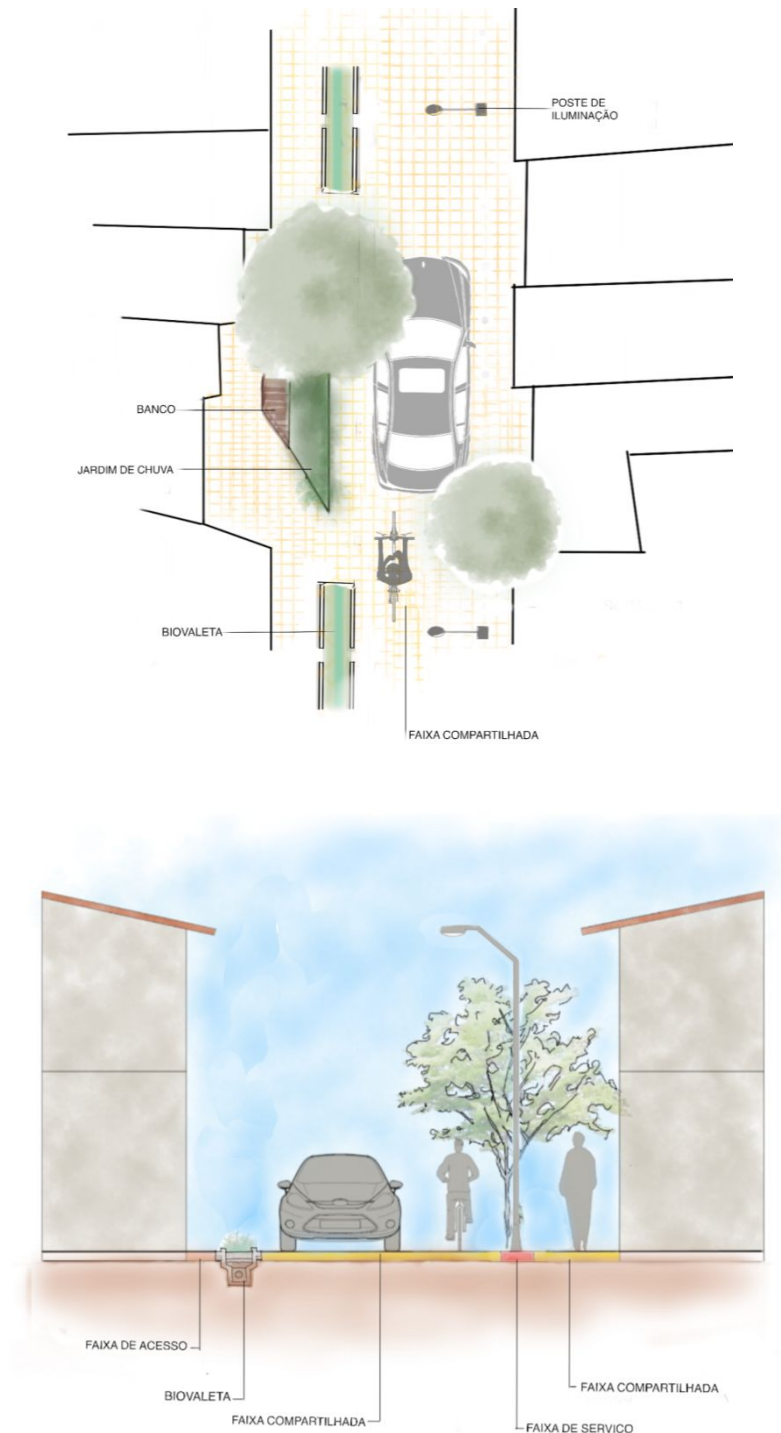 POSTE DE
ILUMINAÇÃO
BANCO
JARDIM DE CHUVA
BIOVALETA
FAIXA COMPARTILHADA
FAIXA DE ACESSO
BIOVALETA
FAIXA COMPARTILHADA
FAIXA COMPARTILHADA
FAIXA DE SERVIÇO